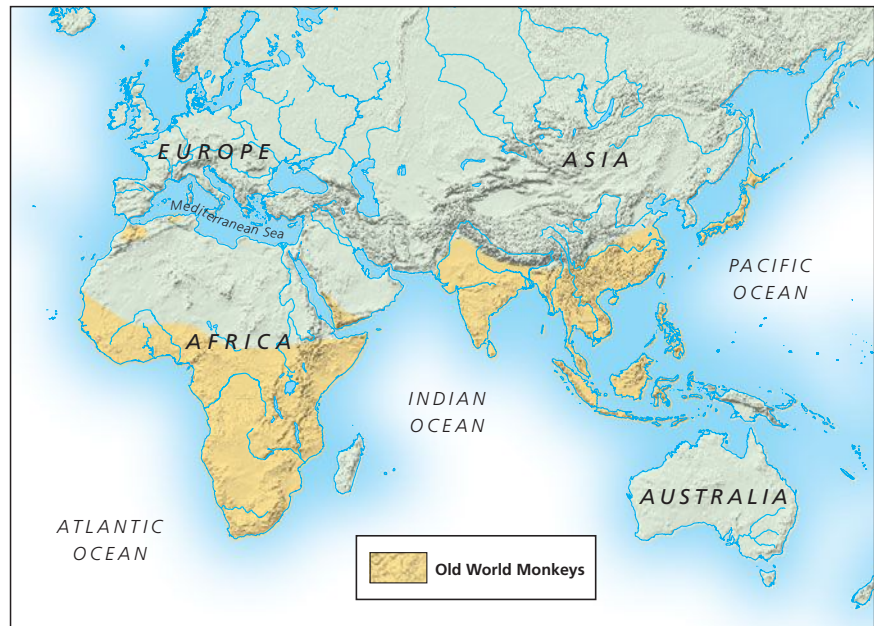 EUROPE
ASIA
Mediterranean Sea
PACIFIC
OCEAN
AFRICA
INDIAN
OCEAN
AUSTRALIA
ATLANTIC
OCEAN
Old World Monkeys